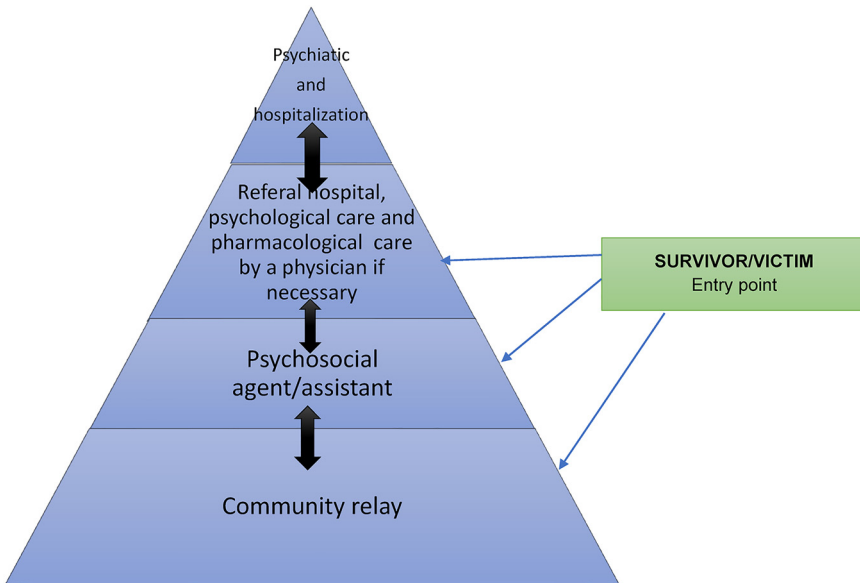 Psychiatic
and
hospitalization
Referal hospital,
psychological care and
pharmacological care
by a physician if
necessary
SURVIVOR/VICTIM
Entry point
Psychosocial
agent/assistant
Community relay